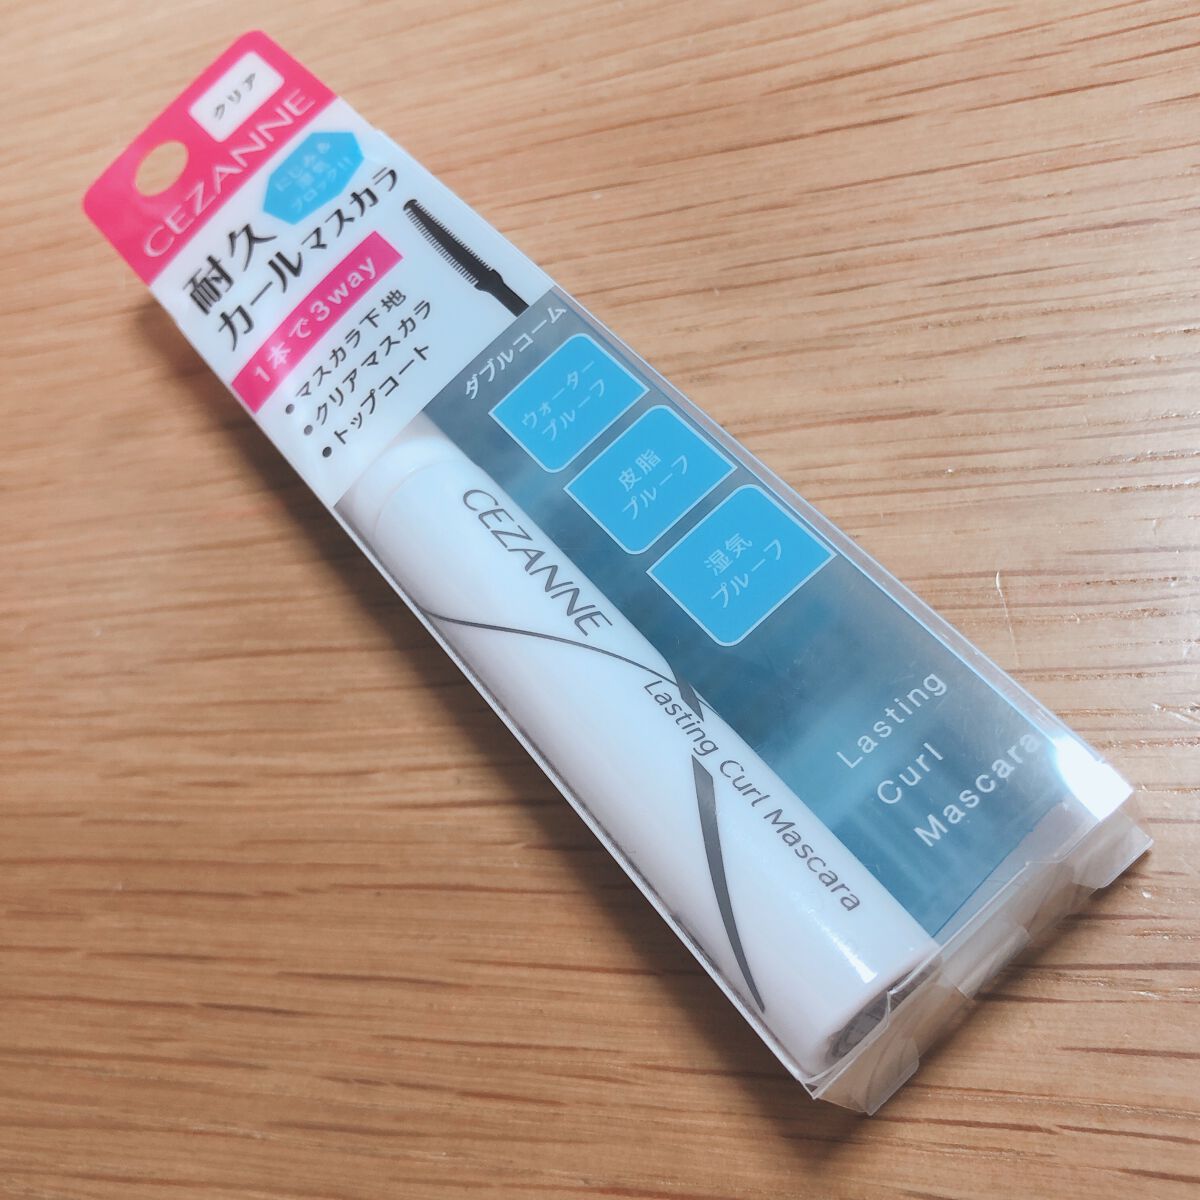 クリア
CEZANNE
にじみ&
湿気
ブロック!!
耐久
カールマスカラ
1本で3way
•マスカラ下地
•クリアマスカラ
•トップコート
ダブルコーム
ウォーター
プルーフ
皮脂
プルーフ
湿気
プルーフ
CEZANNE
Lasting Curl Mascara
Lasting
Curl
Mascara